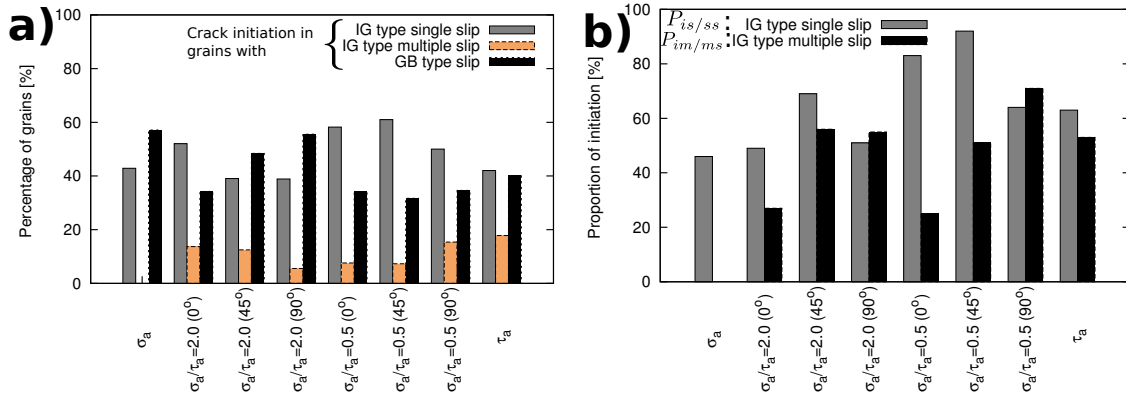 a)
Percentage of grains [%]
100
80
60
40
20
0
Crack initiation in
grains with
IG type single slip
IG type multiple slip
GB type slip
σa
σa/τa=2.0 (0°)
σa/τa=2.0 (45°)
σa/τa=2.0 (90°)
σa/τa=0.5 (0°)
σa/τa=0.5 (45°)
σa/τa=0.5 (90°)
τa
b)
Proportion of initiation [%]
100
80
60
40
20
0
Pis/ss IG type single slip
Pim/ms IG type multiple slip
σa
σa/τa=2.0 (0°)
σa/τa=2.0 (45°)
σa/τa=2.0 (90°)
σa/τa=0.5 (0°)
σa/τa=0.5 (45°)
σa/τa=0.5 (90°)
τa